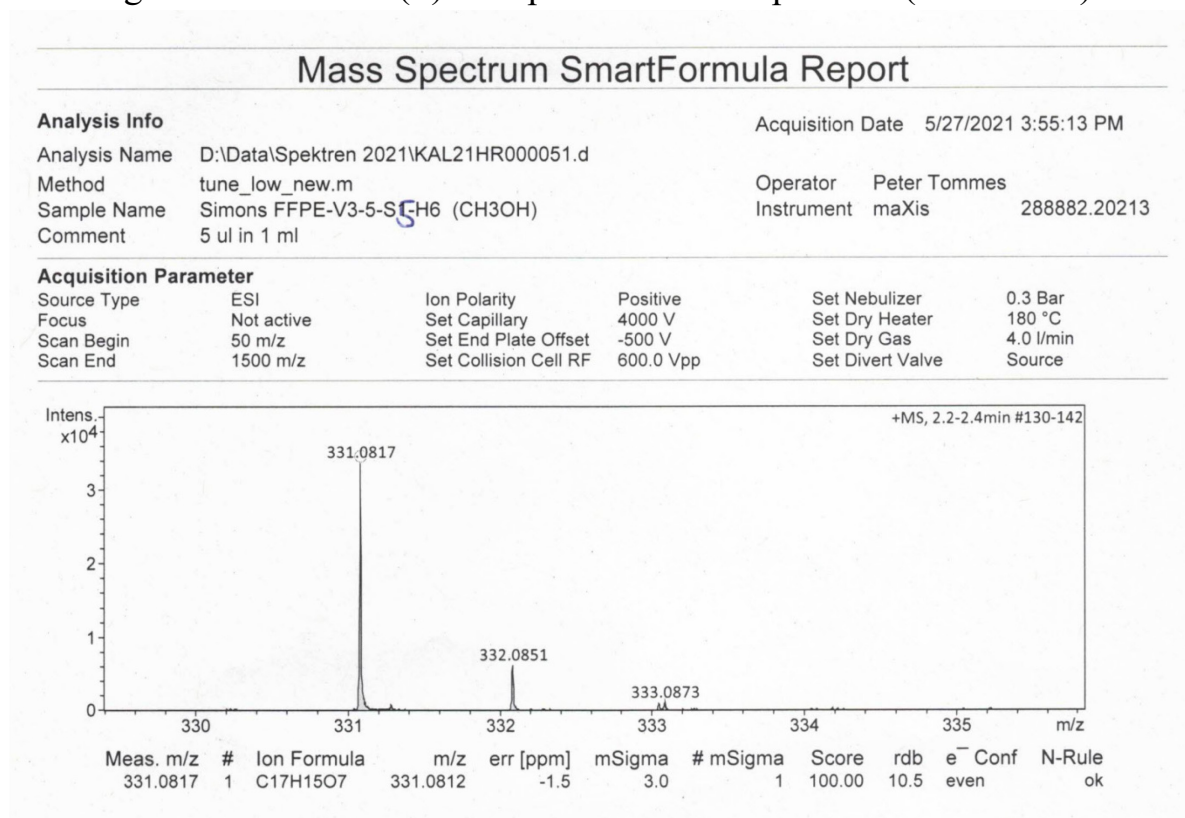 Mass Spectrum SmartFormula Report
Analysis Info
Acquisition Date 5/27/2021 3:55:13 PM
Analysis Name D:\Data\Spektren 2021\KAL21HR000051.d
Method tune_low_new.m
Operator Peter Tommes
Sample Name Simons FFPE-V3-5-S1-H6 (CH3OH)
5
Instrument maXis 288882.20213
Comment 5 ul in 1 ml
Acquisition Parameter
Source Type ESI Ion Polarity Positive Set Nebulizer 0.3 Bar
Focus Not active Set Capillary 4000 V Set Dry Heater 180 °C
Scan Begin 50 m/z Set End Plate Offset -500 V Set Dry Gas 4.0 l/min
Scan End 1500 m/z Set Collision Cell RF 600.0 Vpp Set Divert Valve Source
Intens.
x10⁴
+MS, 2.2-2.4min #130-142
331.0817
3
2
332.0851
1
333.0873
0
330 331 332 333 334 335 m/z
Meas. m/z # Ion Formula m/z err [ppm] mSigma # mSigma Score rdb e¯ Conf N-Rule
331.0817 1 C17H15O7 331.0812 -1.5 3.0 1 100.00 10.5 even ok